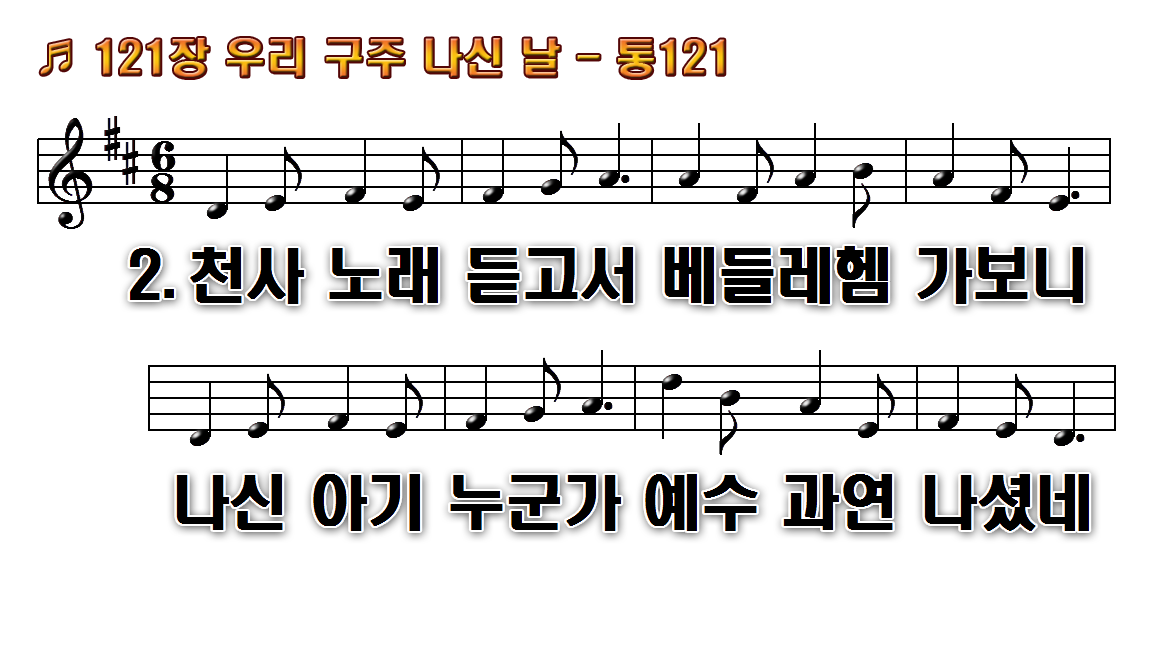 ♬ 121장 우리 구주 나신 날 - 통121
6
8
2. 천사 노래 듣고서 베들레헴 가보니
나신 아기 누군가 예수 과연 나셨네